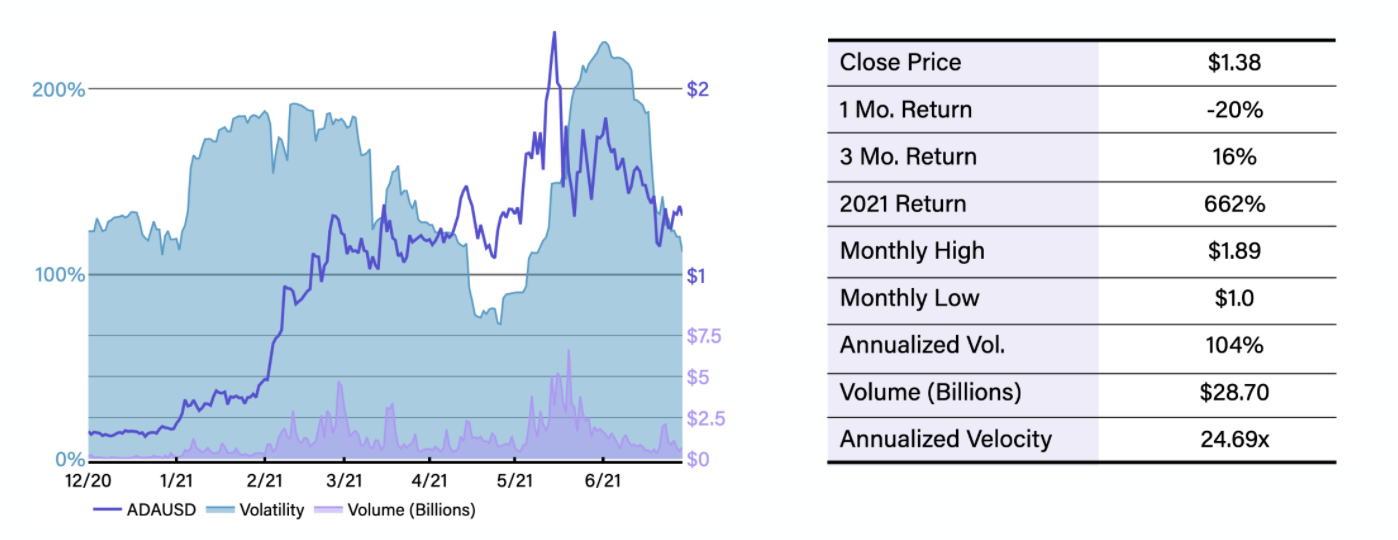 200%
100%
0%
$2
$1
$7.5
$5
$2.5
$0
12/20 1/21 2/21 3/21 4/21 5/21 6/21
ADAUSD Volatility Volume (Billions)
Close Price $1.38
1 Mo. Return -20%
3 Mo. Return 16%
2021 Return 662%
Monthly High $1.89
Monthly Low $1.0
Annualized Vol. 104%
Volume (Billions) $28.70
Annualized Velocity 24.69x